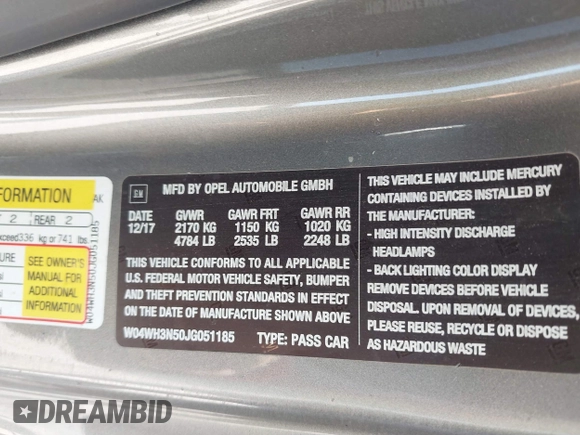 FORMATION
AK
T 2 REAR 2
exceed 336 kg or 741 lbs.
URE
SEE OWNER'S
MANUAL FOR
ADDITIONAL
INFORMATION
W04WH3N50JG051185
GM
MFD BY OPEL AUTOMOBILE GMBH
DATE GVWR GAWR FRT GAWR RR
12/17 2170 KG 1150 KG 1020 KG
4784 LB 2535 LB 2248 LB
THIS VEHICLE CONFORMS TO ALL APPLICABLE
U.S. FEDERAL MOTOR VEHICLE SAFETY, BUMPER
AND THEFT PREVENTION STANDARDS IN EFFECT
ON THE DATE OF MANUFACTURE SHOWN ABOVE
W04WH3N50JG051185 TYPE: PASS CAR
THIS VEHICLE MAY INCLUDE MERCURY
CONTAINING DEVICES INSTALLED BY
THE MANUFACTURER:
- HIGH INTENSITY DISCHARGE
HEADLAMPS
- BACK LIGHTING COLOR DISPLAY
REMOVE DEVICES BEFORE VEHICLE
DISPOSAL. UPON REMOVAL OF DEVICES,
PLEASE REUSE, RECYCLE OR DISPOSE
AS HAZARDOUS WASTE
DREAMBID